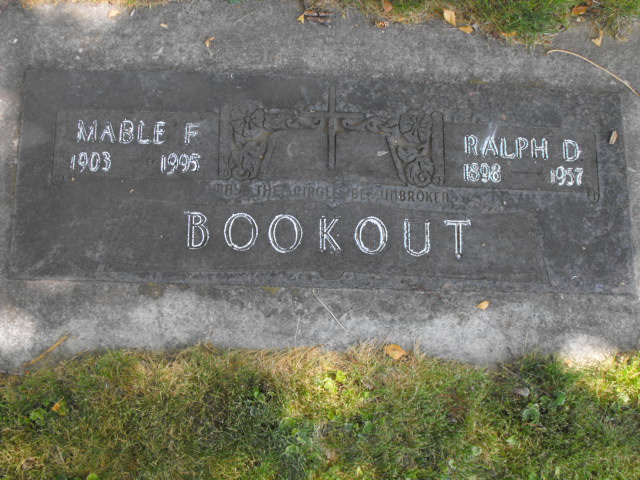 MABLE F
1903 1995
RALPH D
1898 1957
MAY THE CIRCLE BE UNBROKEN
BOOKOUT